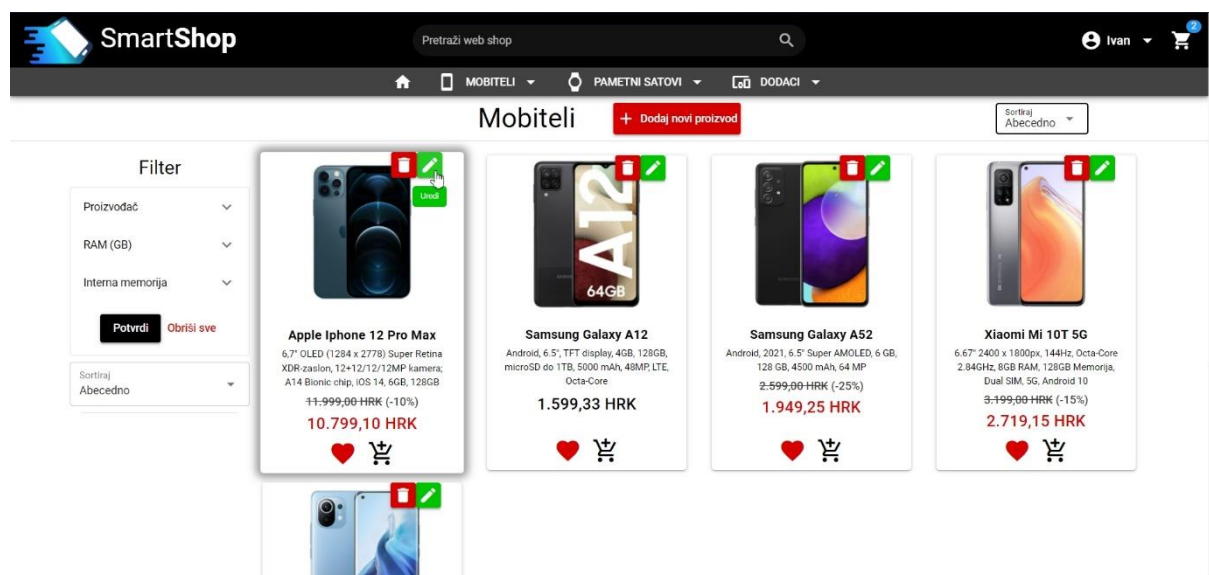 SmartShop
Pretraži web shop
Ivan
2
MOBITELI
PAMETNI SATOVI
DODACI
Mobiteli
+ Dodaj novi proizvod
Sortiraj
Abecedno
Filter
Proizvođač
RAM (GB)
Interna memorija
Potvrdi
Obriši sve
Sortiraj
Abecedno
Uredi
Apple Iphone 12 Pro Max
6,7" OLED (1284 x 2778) Super Retina
XDR-zaslon, 12+12/12/12MP kamera;
A14 Bionic chip, iOS 14, 6GB, 128GB
11.999,00 HRK (-10%)
10.799,10 HRK
A12
64GB
Samsung Galaxy A12
Android, 6.5", TFT display, 4GB, 128GB,
microSD do 1TB, 5000 mAh, 48MP, LTE,
Octa-Core
1.599,33 HRK
Samsung Galaxy A52
Android, 2021, 6.5" Super AMOLED, 6 GB,
128 GB, 4500 mAh, 64 MP
2.599,00 HRK (-25%)
1.949,25 HRK
Xiaomi Mi 10T 5G
6.67" 2400 x 1800px, 144Hz, Octa-Core
2.84GHz, 8GB RAM, 128GB Memorija,
Dual SIM, 5G, Android 10
3.199,00 HRK (-15%)
2.719,15 HRK